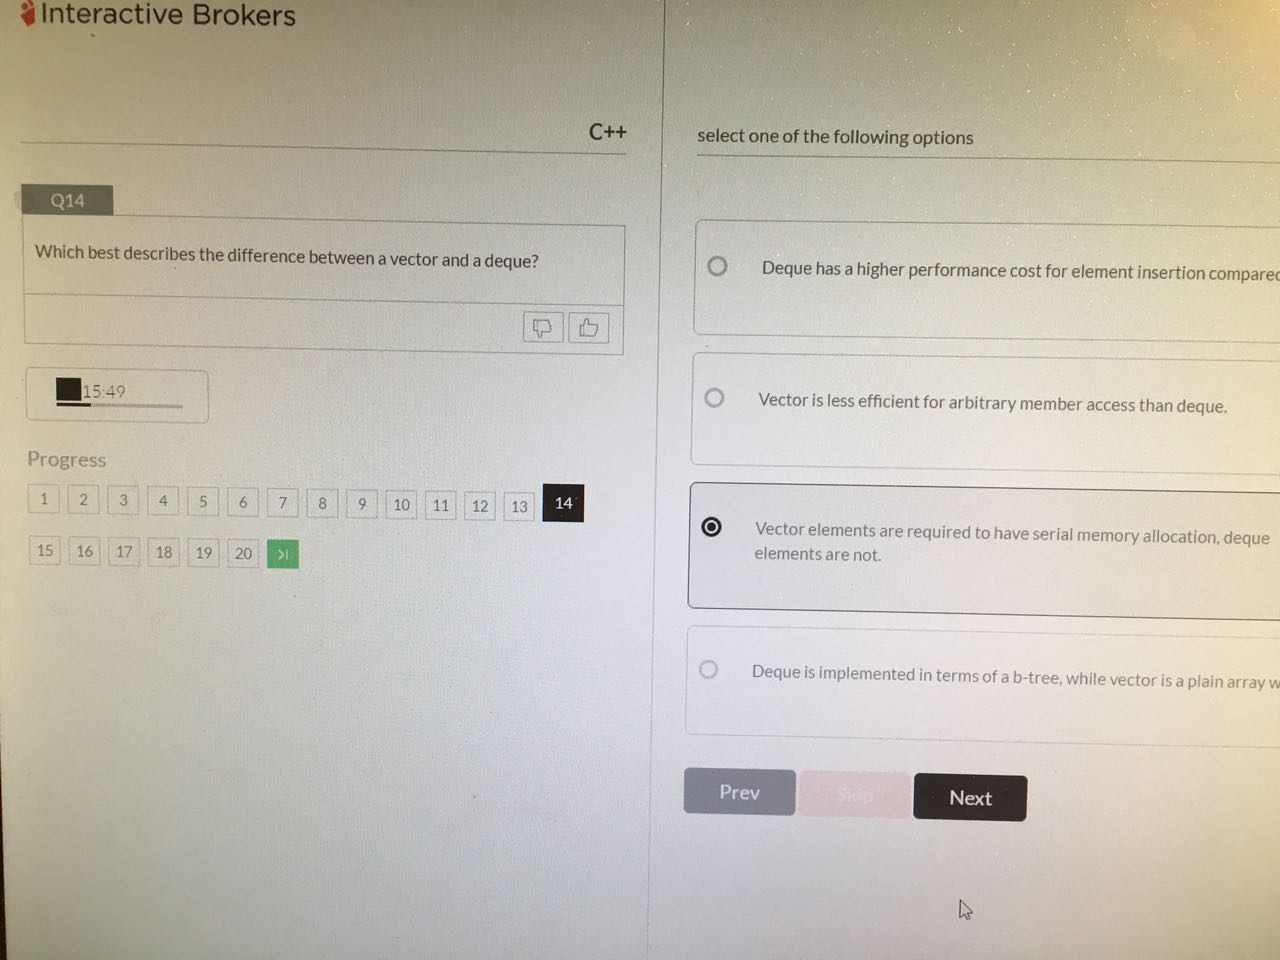 Interactive Brokers
C++
Q14
Which best describes the difference between a vector and a deque?
15:49
Progress
1 2 3 4 5 6 7 8 9 10 11 12 13 14
15 16 17 18 19 20
select one of the following options
Deque has a higher performance cost for element insertion compared
Vector is less efficient for arbitrary member access than deque.
Vector elements are required to have serial memory allocation, deque
elements are not.
Deque is implemented in terms of a b-tree, while vector is a plain array
Prev Skip Next